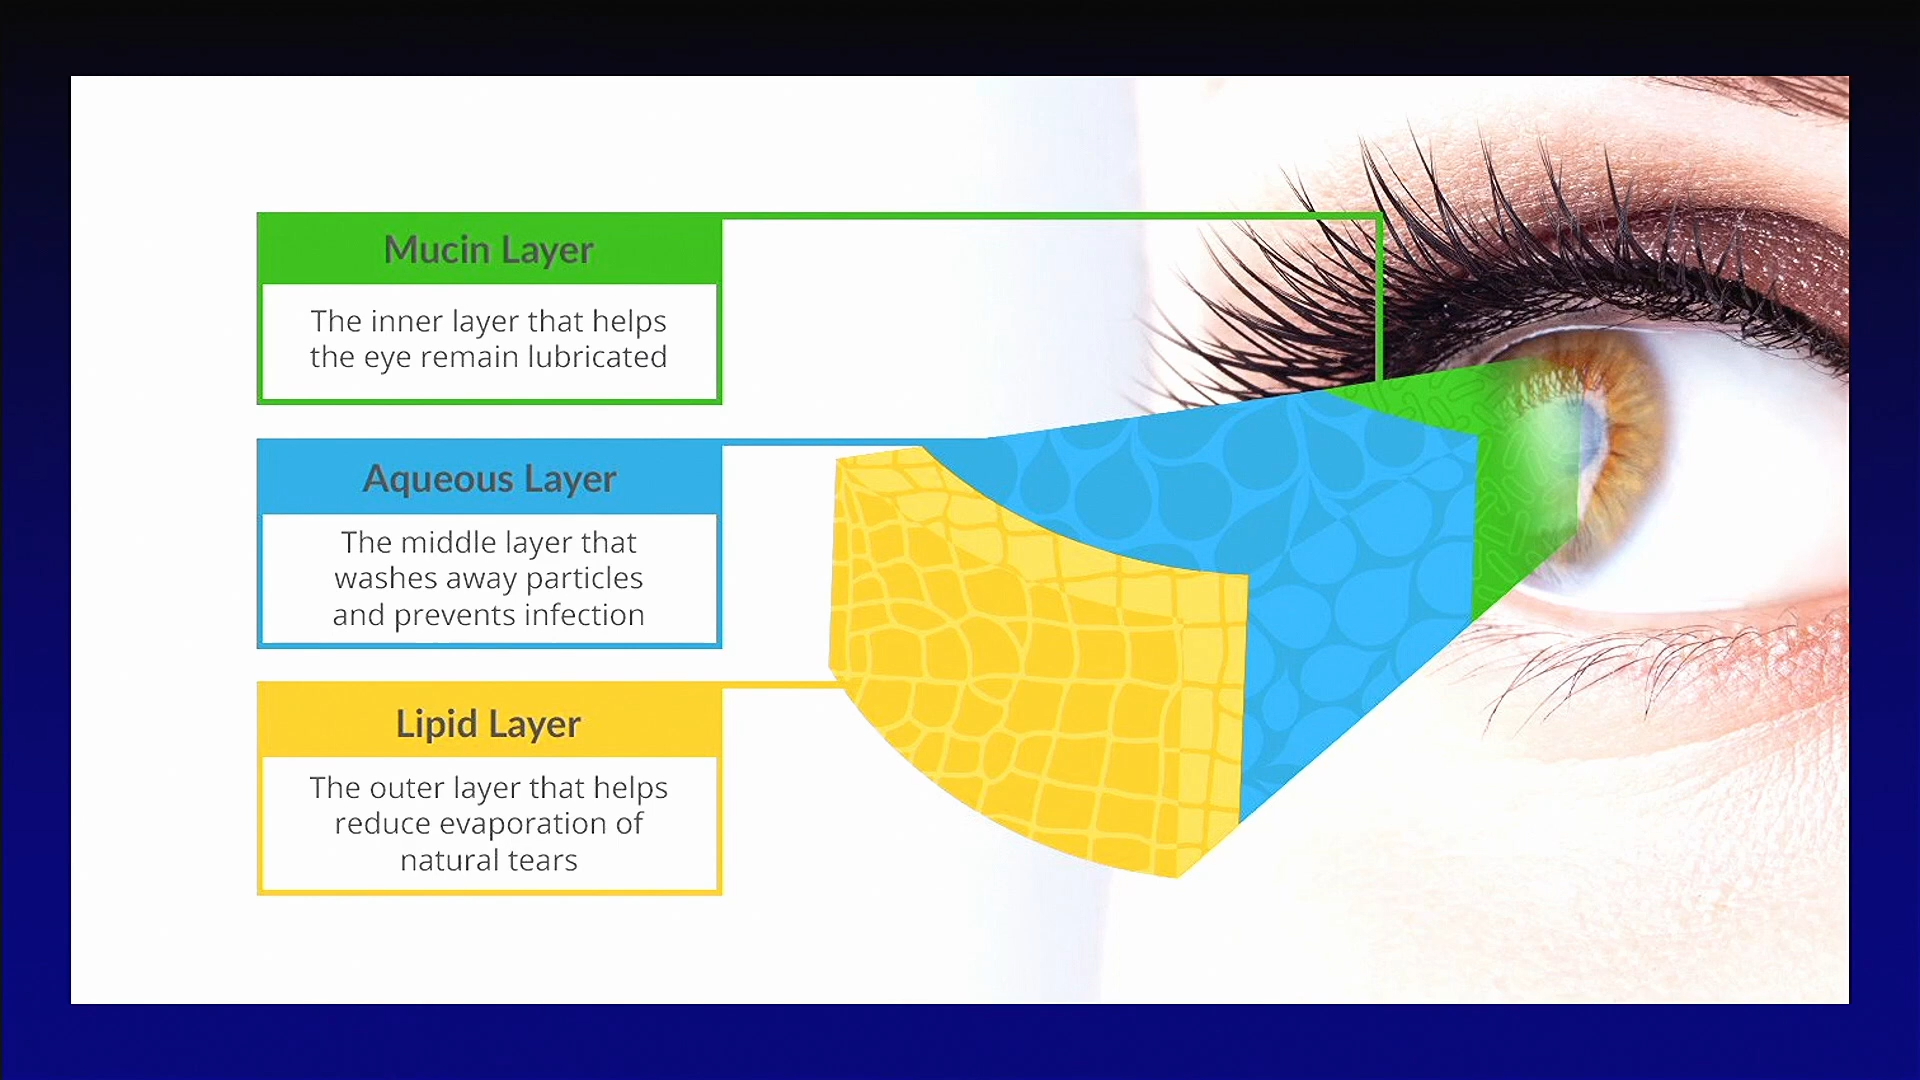 Mucin Layer
The inner layer that helps
the eye remain lubricated
Aqueous Layer
The middle layer that
washes away particles
and prevents infection
Lipid Layer
The outer layer that helps
reduce evaporation of
natural tears